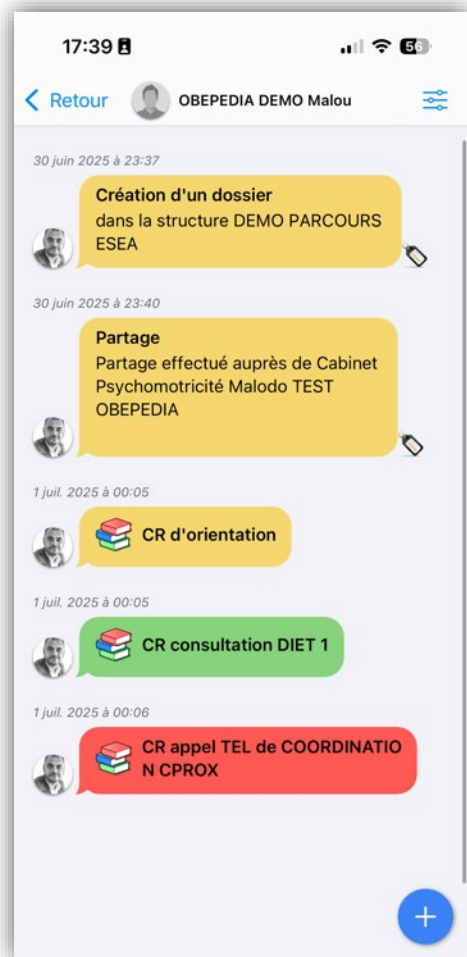 17:39
56
Retour
OBEPEDIA DEMO Malou
30 juin 2025 à 23:37
Création d'un dossier
dans la structure DEMO PARCOURS
ESEA
30 juin 2025 à 23:40
Partage
Partage effectué auprès de Cabinet
Psychomotricité Malodo TEST
OBEPEDIA
1 juil. 2025 à 00:05
CR d'orientation
1 juil. 2025 à 00:05
CR consultation DIET 1
1 juil. 2025 à 00:06
CR appel TEL de COORDINATIO
N CPROX